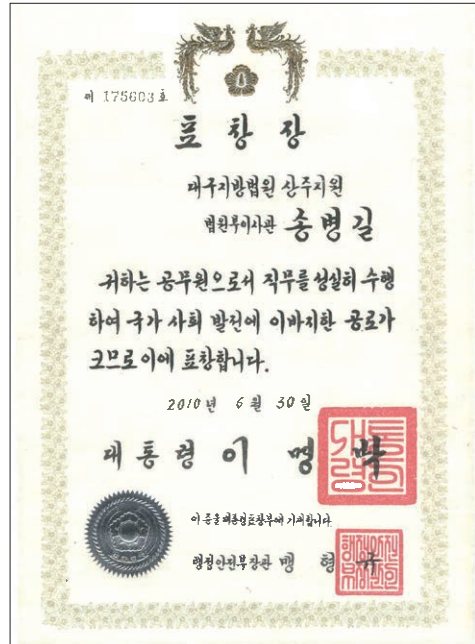 제 175603 호
표 창 장
대구지방법원 상주지원
법원부이사관 송병길
귀하는 공무원으로서 직무를 성실히 수행
하여 국가 사회 발전에 이바지한 공로가
크므로 이에 표창합니다.
2010 년 6 월 30 일
대통령 이 명 박
이 증을 대통령표창부에 기재합니다
행정안전부장관 맹 형 규